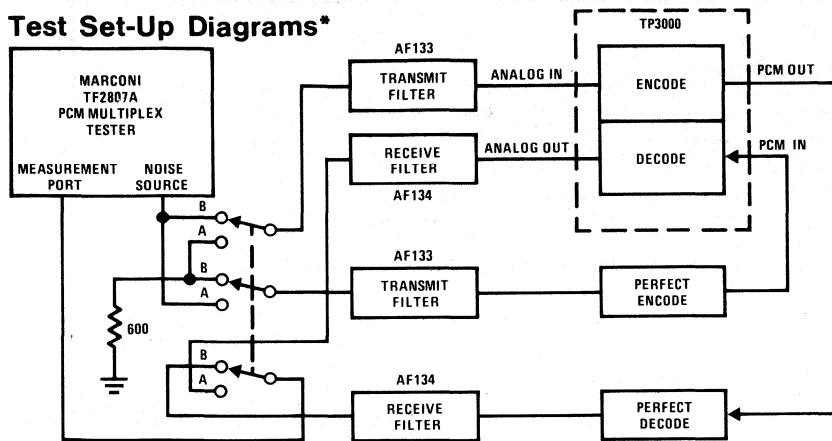 Test Set-Up Diagrams*
MARCONI
TF2807A
PCM MULTIPLEX
TESTER
MEASUREMENT
PORT
NOISE
SOURCE
AF133
TRANSMIT
FILTER
ANALOG IN
TP3000
ENCODE
PCM OUT
RECEIVE
FILTER
AF134
ANALOG OUT
DECODE
PCM IN
B
A
B
A
600
AF133
TRANSMIT
FILTER
PERFECT
ENCODE
B
A
AF134
RECEIVE
FILTER
PERFECT
DECODE